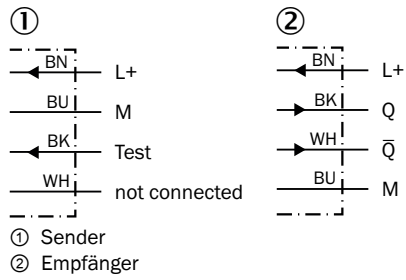 ①
BN L+
BU M
BK Test
WH not connected
②
BN L+
BK Q
WH Q̅
BU M
① Sender
② Empfänger